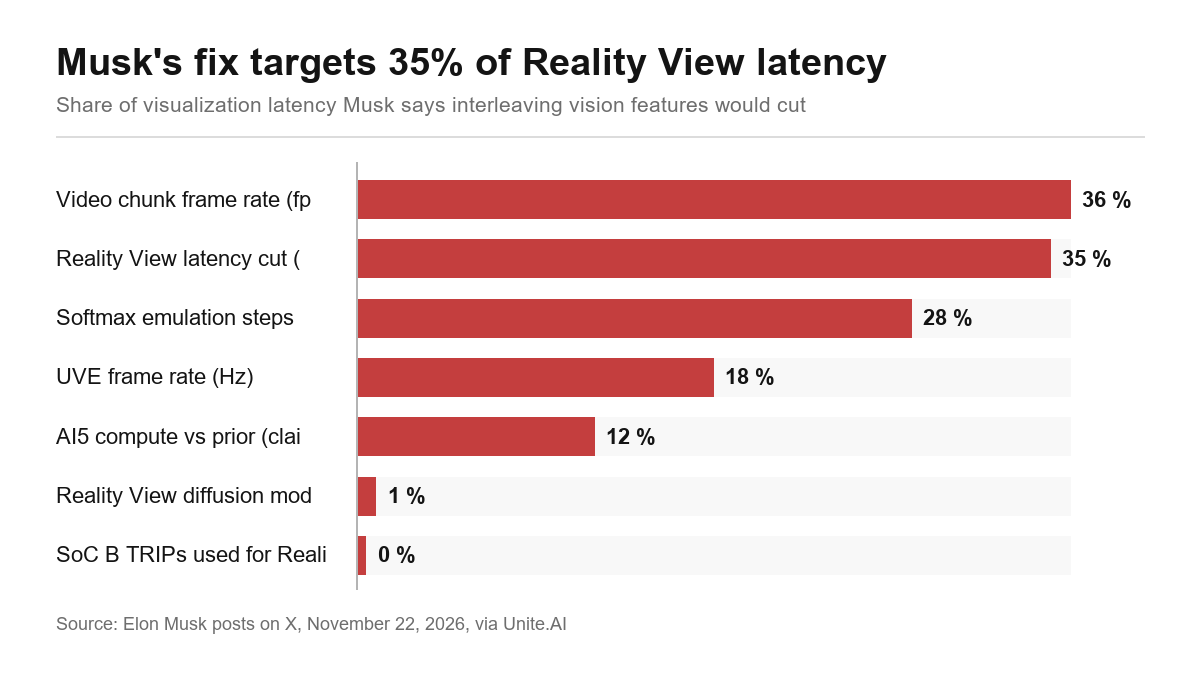 Musk's fix targets 35% of Reality View latency
Share of visualization latency Musk says interleaving vision features would cut
Video chunk frame rate (fp 36 %
Reality View latency cut ( 35 %
Softmax emulation steps 28 %
UVE frame rate (Hz) 18 %
AI5 compute vs prior (clai 12 %
Reality View diffusion mod 1 %
SoC B TRIPs used for Reali 0 %
Source: Elon Musk posts on X, November 22, 2026, via Unite.AI